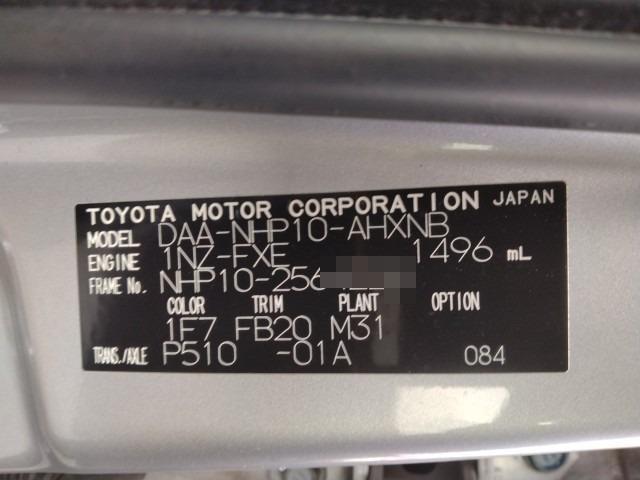 TOYOTA MOTOR CORPORATION JAPAN
MODEL DAA-NHP10-AHXNB
ENGINE 1NZ-FXE 1496 mL
FRAME No. NHP10-256
COLOR TRIM PLANT OPTION
1F7 FB20 M31
TRANS./AXLE P510 -01A 084